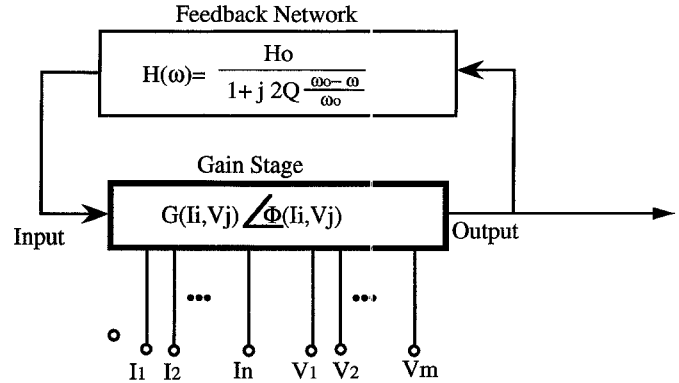 Feedback Network
H(ω)= Ho / 1+ j 2Q ωo– ω / ωo
Gain Stage
G(Ii,Vj) ∠Φ(Ii,Vj)
Input
Output
••• •••
I1 I2 In V1 V2 Vm